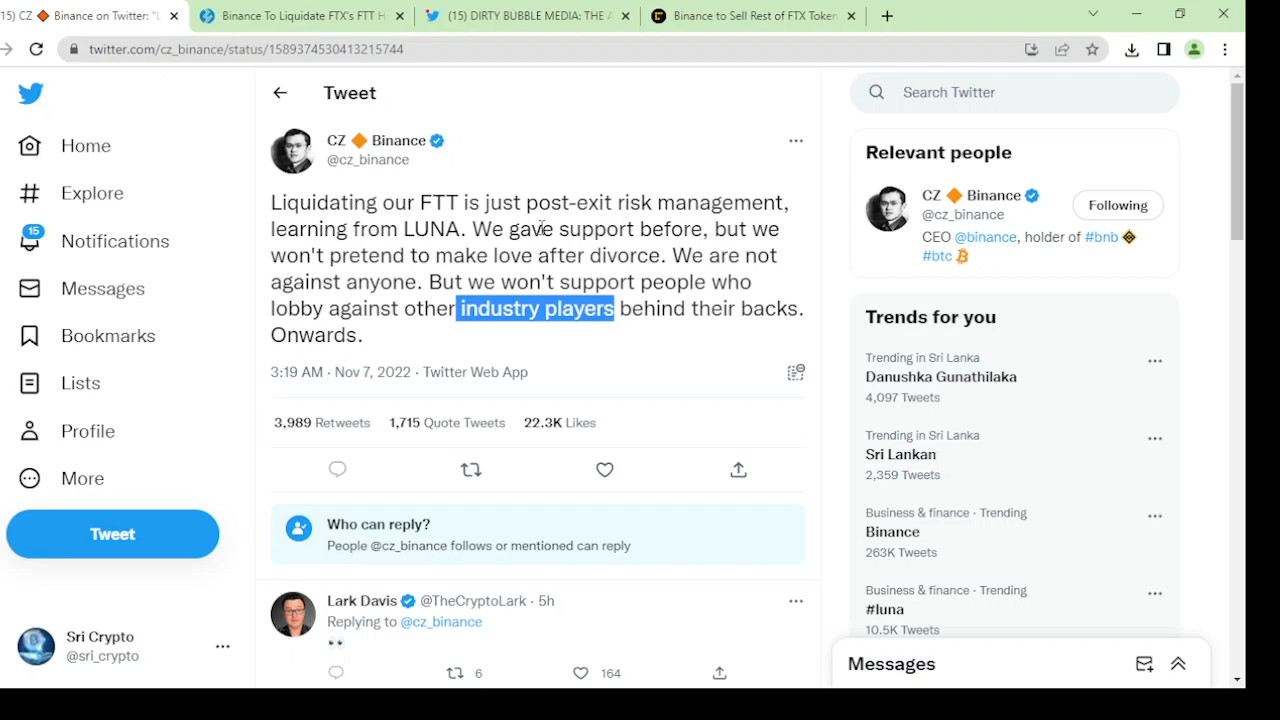 15) CZ 🔶 Binance on Twitter: "L
Binance To Liquidate FTX's FTT H
(15) DIRTY BUBBLE MEDIA: THE A
Binance to Sell Rest of FTX Token
twitter.com/cz_binance/status/1589374530413215744
Home
Explore
15
Notifications
Messages
Bookmarks
Lists
Profile
More
Tweet
Sri Crypto
@sri_crypto
Tweet
CZ 🔶 Binance
@cz_binance
Liquidating our FTT is just post-exit risk management,
learning from LUNA. We gave support before, but we
won't pretend to make love after divorce. We are not
against anyone. But we won't support people who
lobby against other industry players behind their backs.
Onwards.
3:19 AM · Nov 7, 2022 · Twitter Web App
3,989 Retweets 1,715 Quote Tweets 22.3K Likes
Who can reply?
People @cz_binance follows or mentioned can reply
Lark Davis @TheCryptoLark · 5h
Replying to @cz_binance
👀
6 164
Search Twitter
Relevant people
CZ 🔶 Binance
@cz_binance
Following
CEO @binance, holder of #bnb
#btc
Trends for you
Trending in Sri Lanka
Danushka Gunathilaka
4,097 Tweets
Trending in Sri Lanka
Sri Lankan
2,359 Tweets
Business & finance · Trending
Binance
263K Tweets
Business & finance · Trending
#luna
10.5K Tweets
Messages